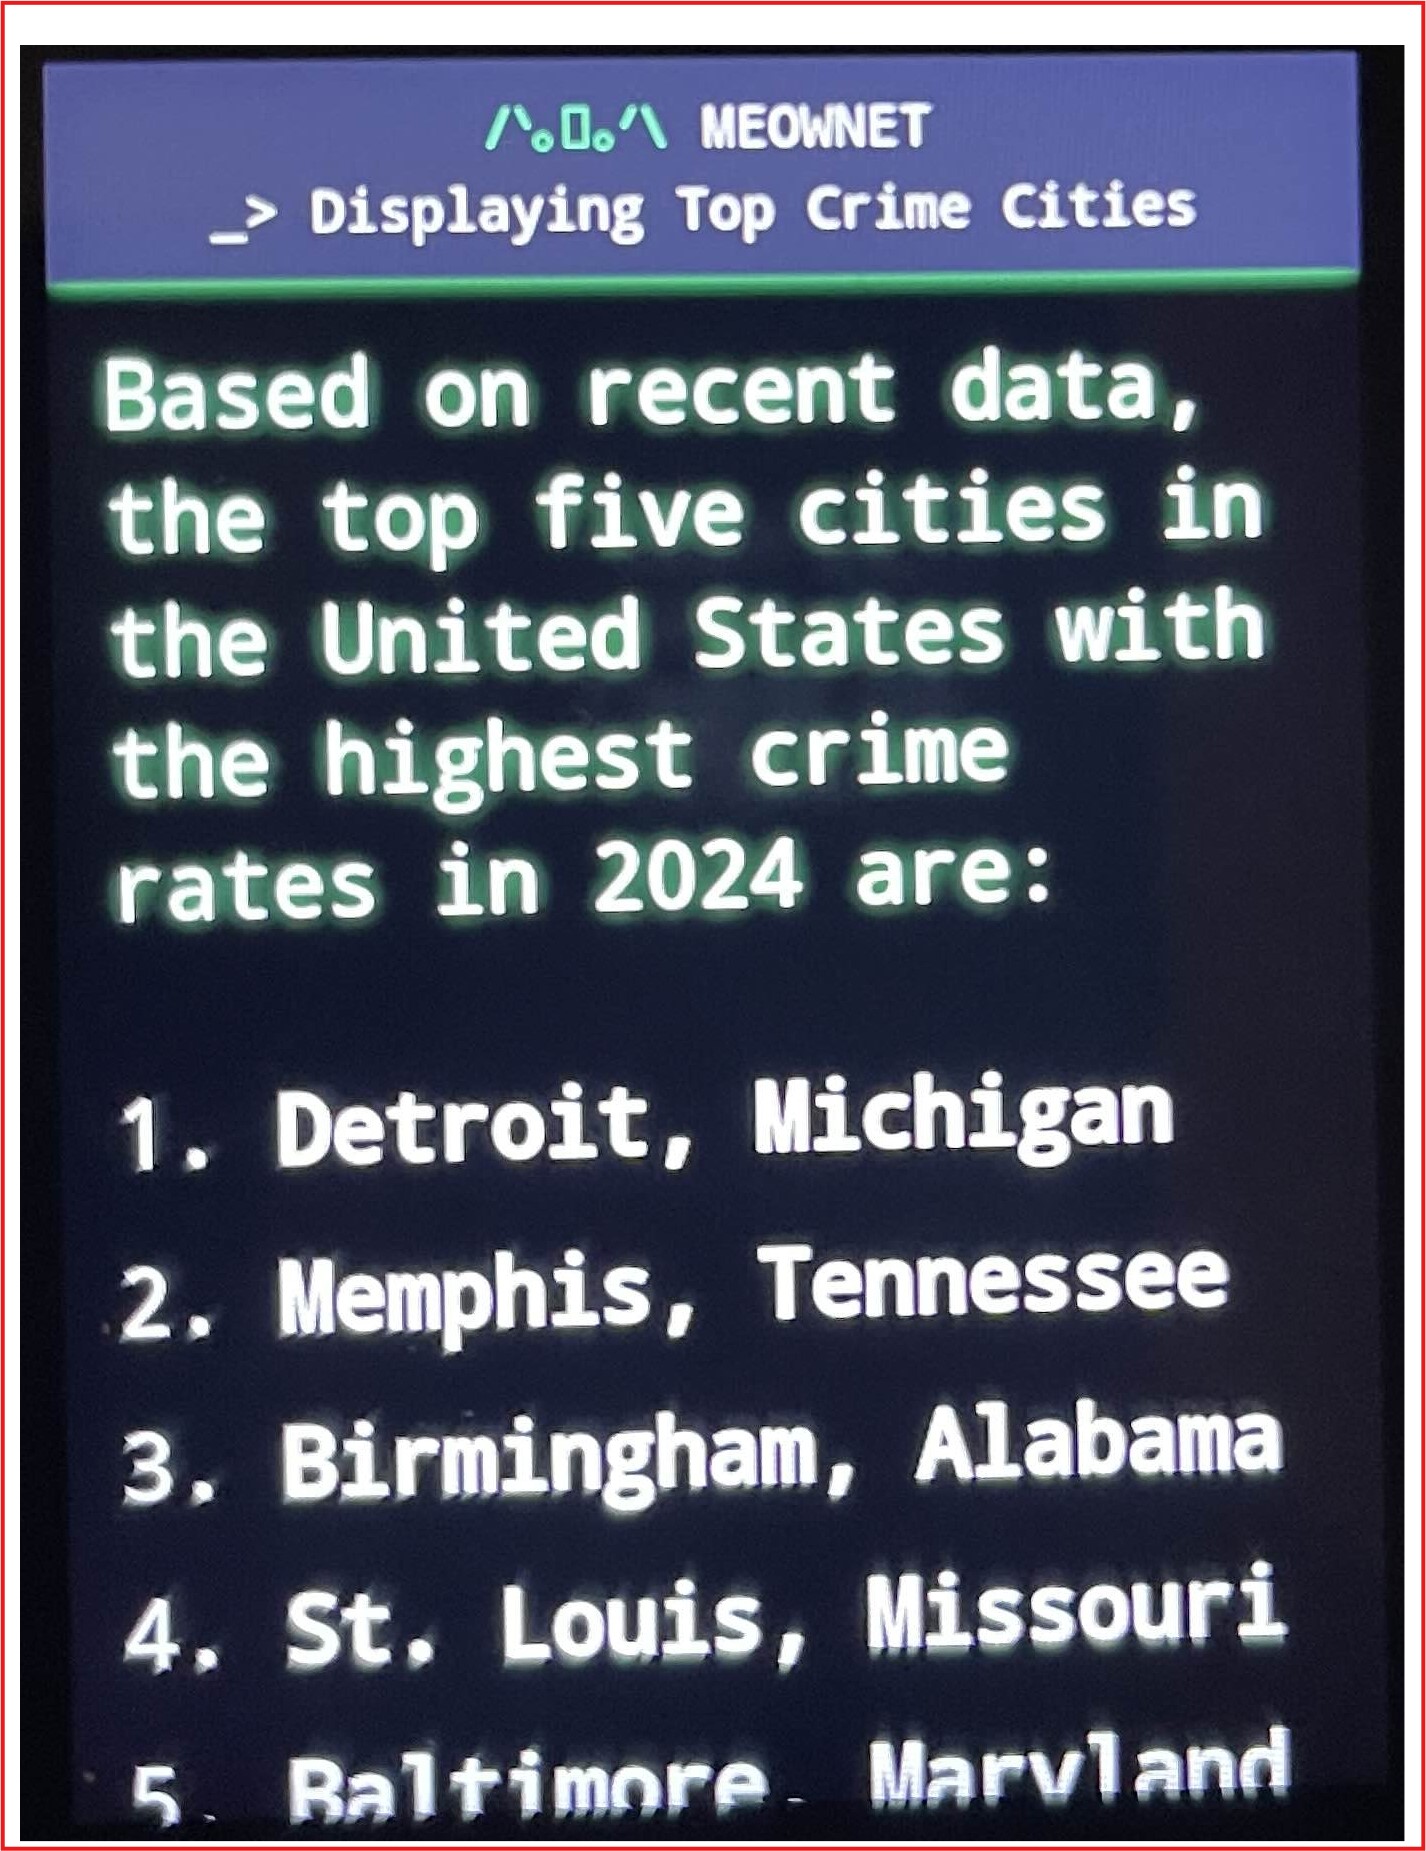 /\。▯。/\ MEOWNET
_> Displaying Top Crime Cities
Based on recent data,
the top five cities in
the United States with
the highest crime
rates in 2024 are:
1. Detroit, Michigan
2. Memphis, Tennessee
3. Birmingham, Alabama
4. St. Louis, Missouri
5. Baltimore, Maryland